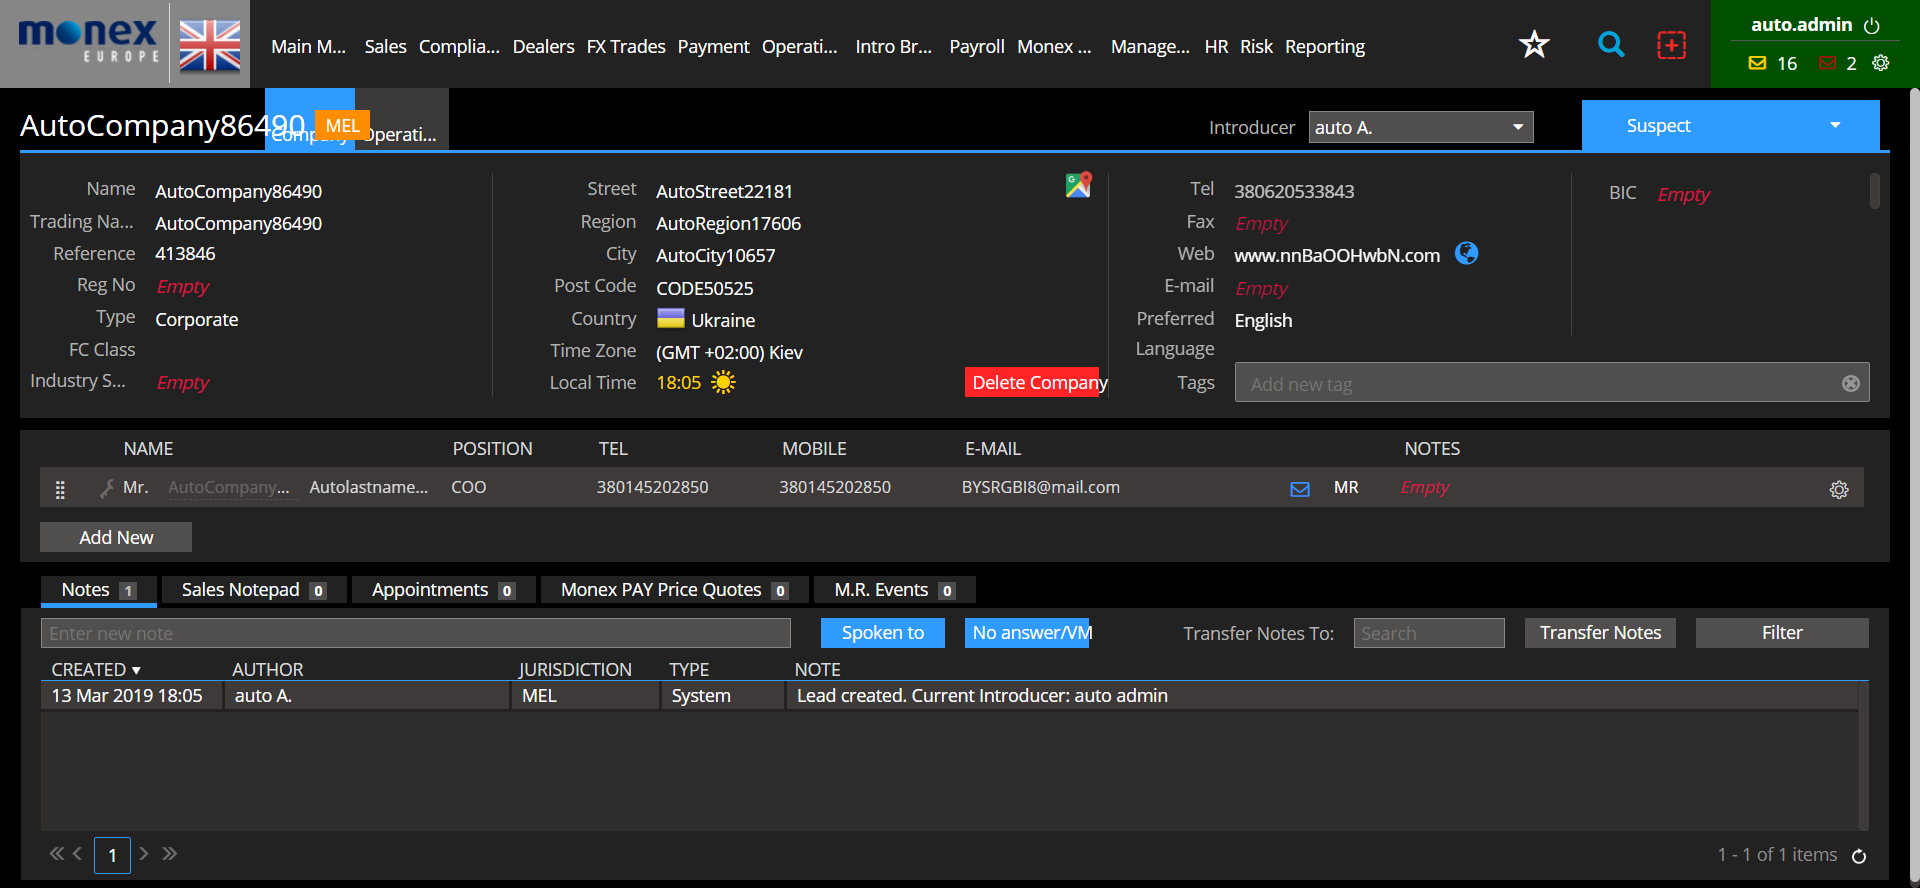 monex
EUROPE
Main M... Sales Complia... Dealers FX Trades Payment Operati... Intro Br... Payroll Monex ... Manage... HR Risk Reporting
auto.admin
16 2
AutoCompany86490 MEL Company Operati...
Introducer auto A. Suspect
Name AutoCompany86490
Trading Na... AutoCompany86490
Reference 413846
Reg No Empty
Type Corporate
FC Class
Industry S... Empty
Street AutoStreet22181
Region AutoRegion17606
City AutoCity10657
Post Code CODE50525
Country Ukraine
Time Zone (GMT +02:00) Kiev
Local Time 18:05
Delete Company
Tel 380620533843
Fax Empty
Web www.nnBaOOHwbN.com
E-mail Empty
Preferred Language English
Tags Add new tag
BIC Empty
NAME POSITION TEL MOBILE E-MAIL NOTES
Mr. AutoCompany... Autolastname... COO 380145202850 380145202850 BYSRGBI8@mail.com MR Empty
Add New
Notes 1 Sales Notepad 0 Appointments 0 Monex PAY Price Quotes 0 M.R. Events 0
Enter new note Spoken to No answer/VM Transfer Notes To: Search Transfer Notes Filter
CREATED AUTHOR JURISDICTION TYPE NOTE
13 Mar 2019 18:05 auto A. MEL System Lead created. Current Introducer: auto admin
1
1 - 1 of 1 items